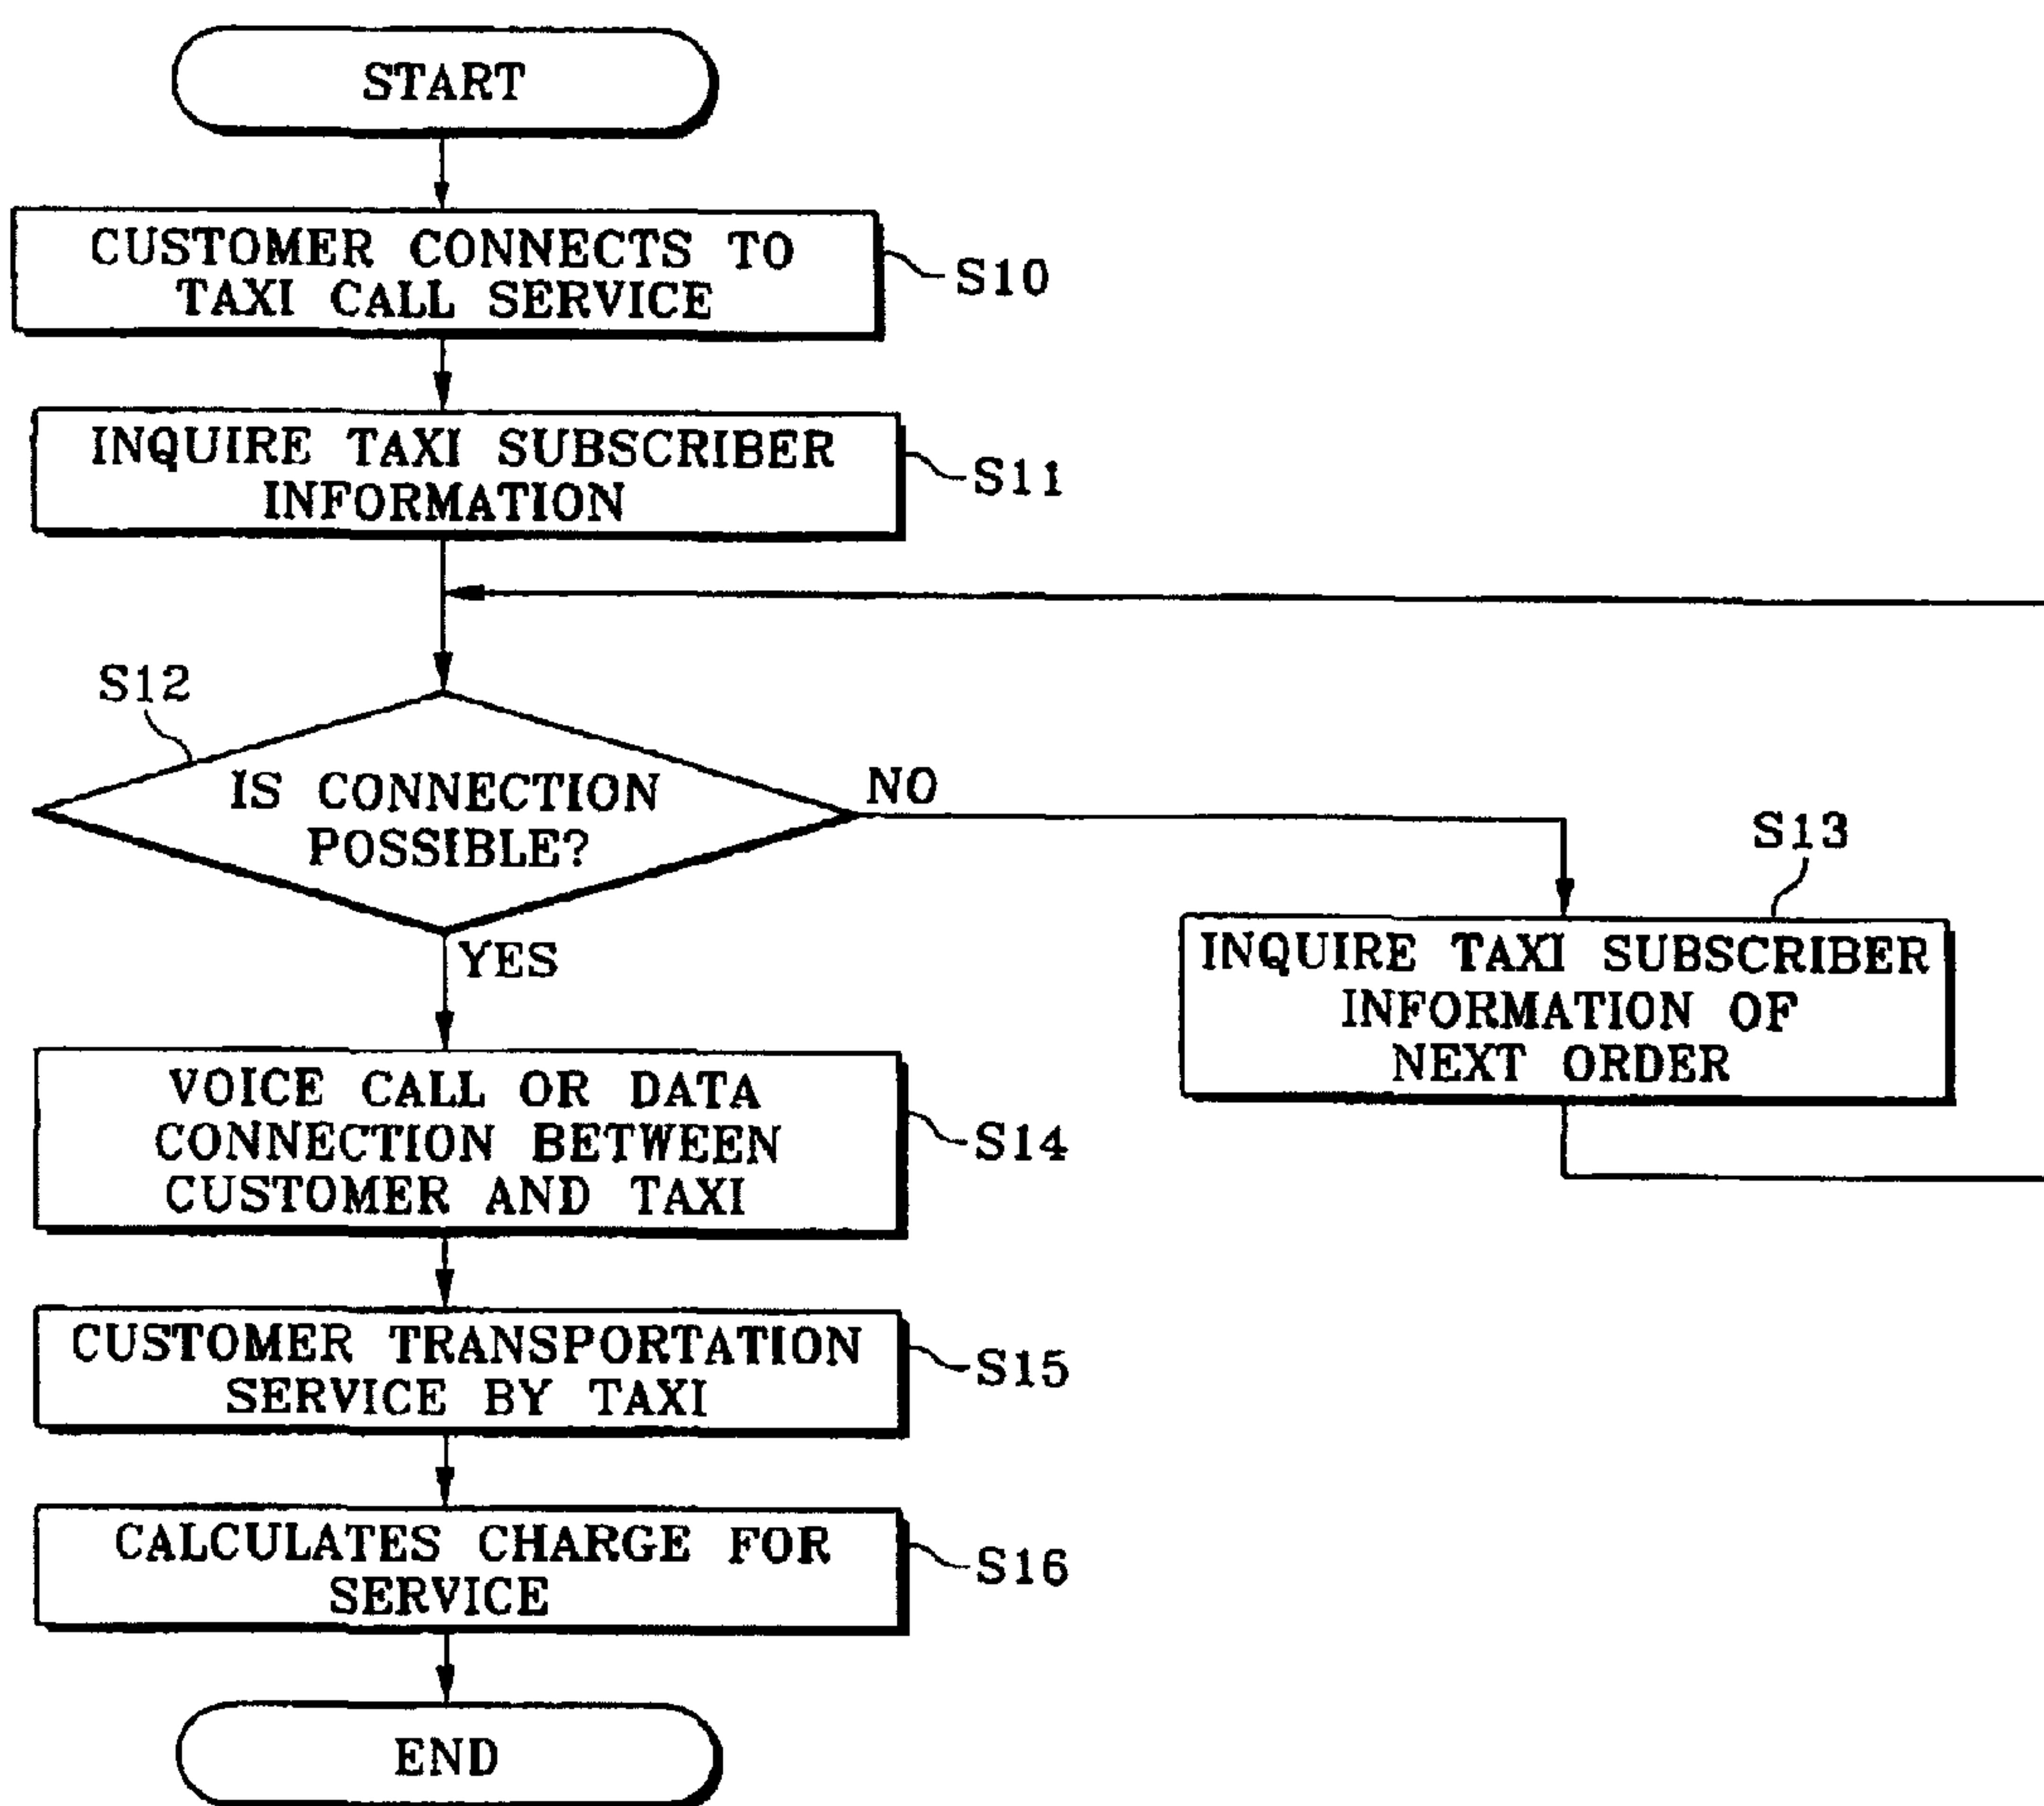 START
CUSTOMER CONNECTS TO
TAXI CALL SERVICE
S10
INQUIRE TAXI SUBSCRIBER
INFORMATION
S11
S12
IS CONNECTION
POSSIBLE?
NO
YES
S13
INQUIRE TAXI SUBSCRIBER
INFORMATION OF
NEXT ORDER
VOICE CALL OR DATA
CONNECTION BETWEEN
CUSTOMER AND TAXI
S14
CUSTOMER TRANSPORTATION
SERVICE BY TAXI
S15
CALCULATES CHARGE FOR
SERVICE
S16
END